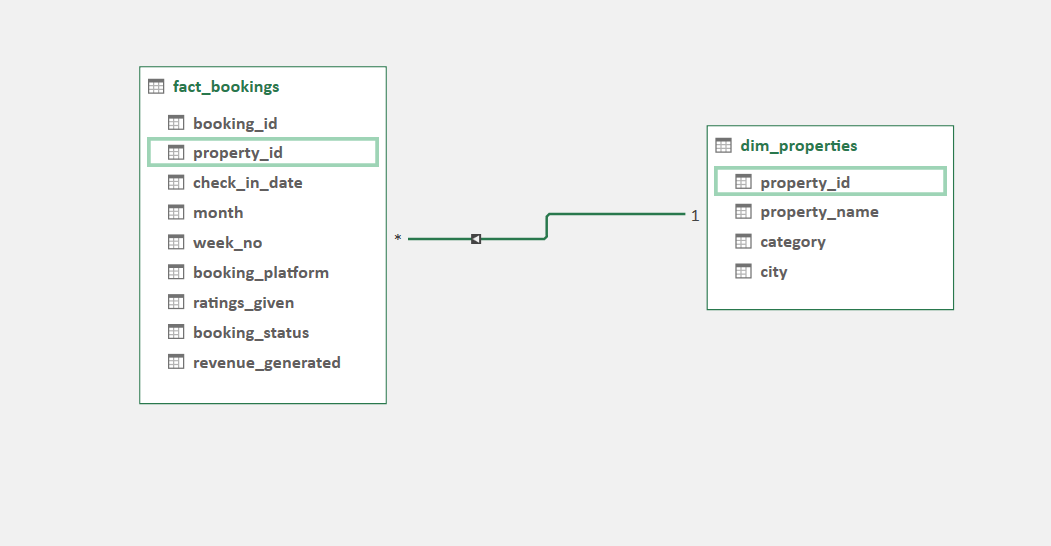 fact_bookings
booking_id
property_id
check_in_date
month
week_no
booking_platform
ratings_given
booking_status
revenue_generated
*
1
dim_properties
property_id
property_name
category
city